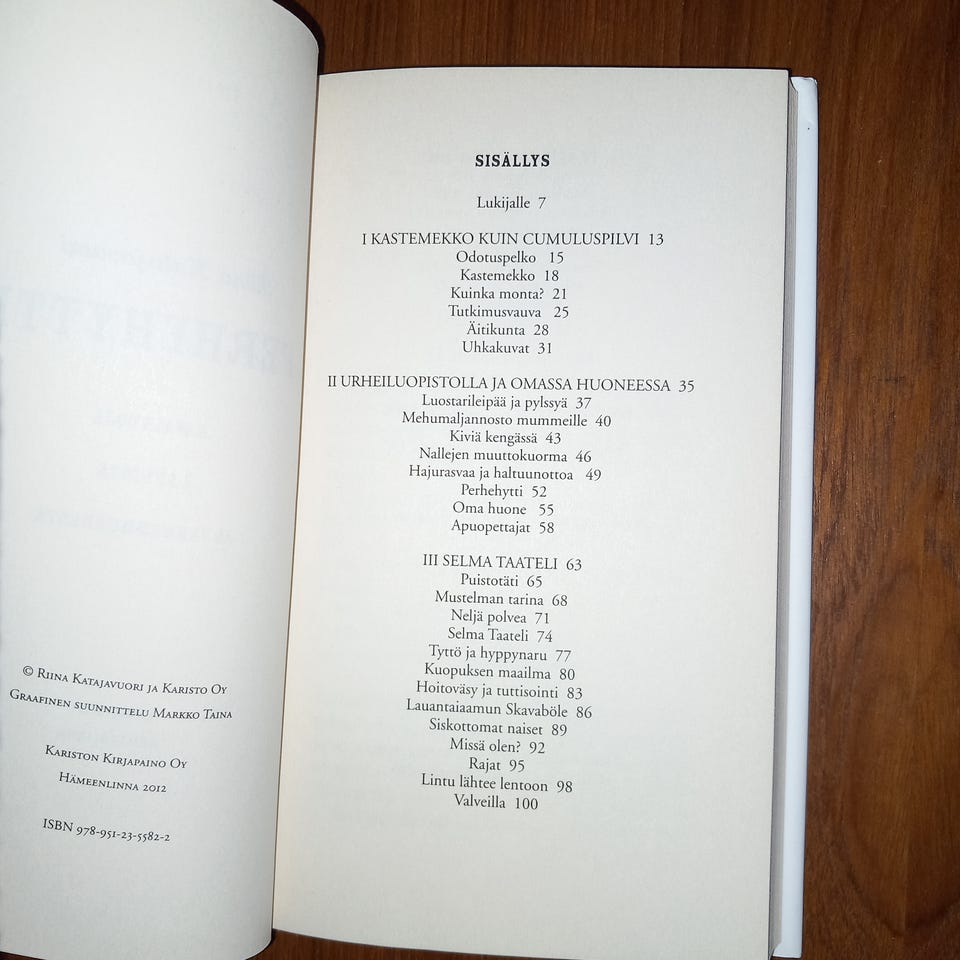 © Riina Katajavuori ja Karisto Oy
Graafinen suunnittelu Markko Taina
Kariston Kirjapaino Oy
Hämeenlinna 2012
ISBN 978-951-23-5582-2
SISÄLLYS
Lukijalle 7
I KASTEMEKKO KUIN CUMULUSPILVI 13
Odotuspelko 15
Kastemekko 18
Kuinka monta? 21
Tutkimusvauva 25
Äitikunta 28
Uhkakuvat 31
II URHEILUOPISTOLLA JA OMASSA HUONEESSA 35
Luostarileipää ja pylssyä 37
Mehumaljannosto mummeille 40
Kiviä kengässä 43
Nallejen muuttokuorma 46
Hajurasvaa ja haltuunottoa 49
Perhehytti 52
Oma huone 55
Apuopettajat 58
III SELMA TAATELI 63
Puistotäti 65
Mustelman tarina 68
Neljä polvea 71
Selma Taateli 74
Tyttö ja hyppynaru 77
Kuopuksen maailma 80
Hoitoväsy ja tuttisointi 83
Lauantaiaamun Skavaböle 86
Siskottomat naiset 89
Missä olen? 92
Rajat 95
Lintu lähtee lentoon 98
Valveilla 100